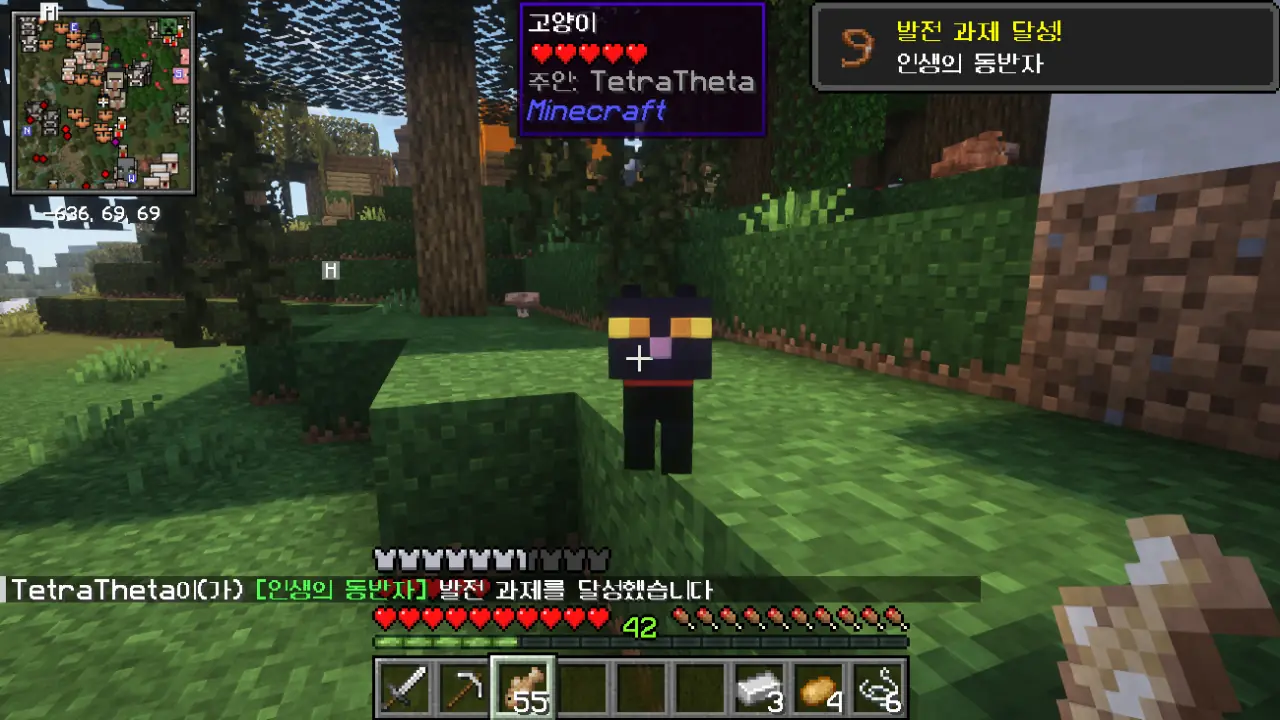 고양이
주인: TetraTheta
Minecraft
발전 과제 달성!
인생의 동반자
E
S
N
W
-636, 69, 69
H
TetraTheta이(가) [인생의 동반자] 발전 과제를 달성했습니다
42
55
3
4
6